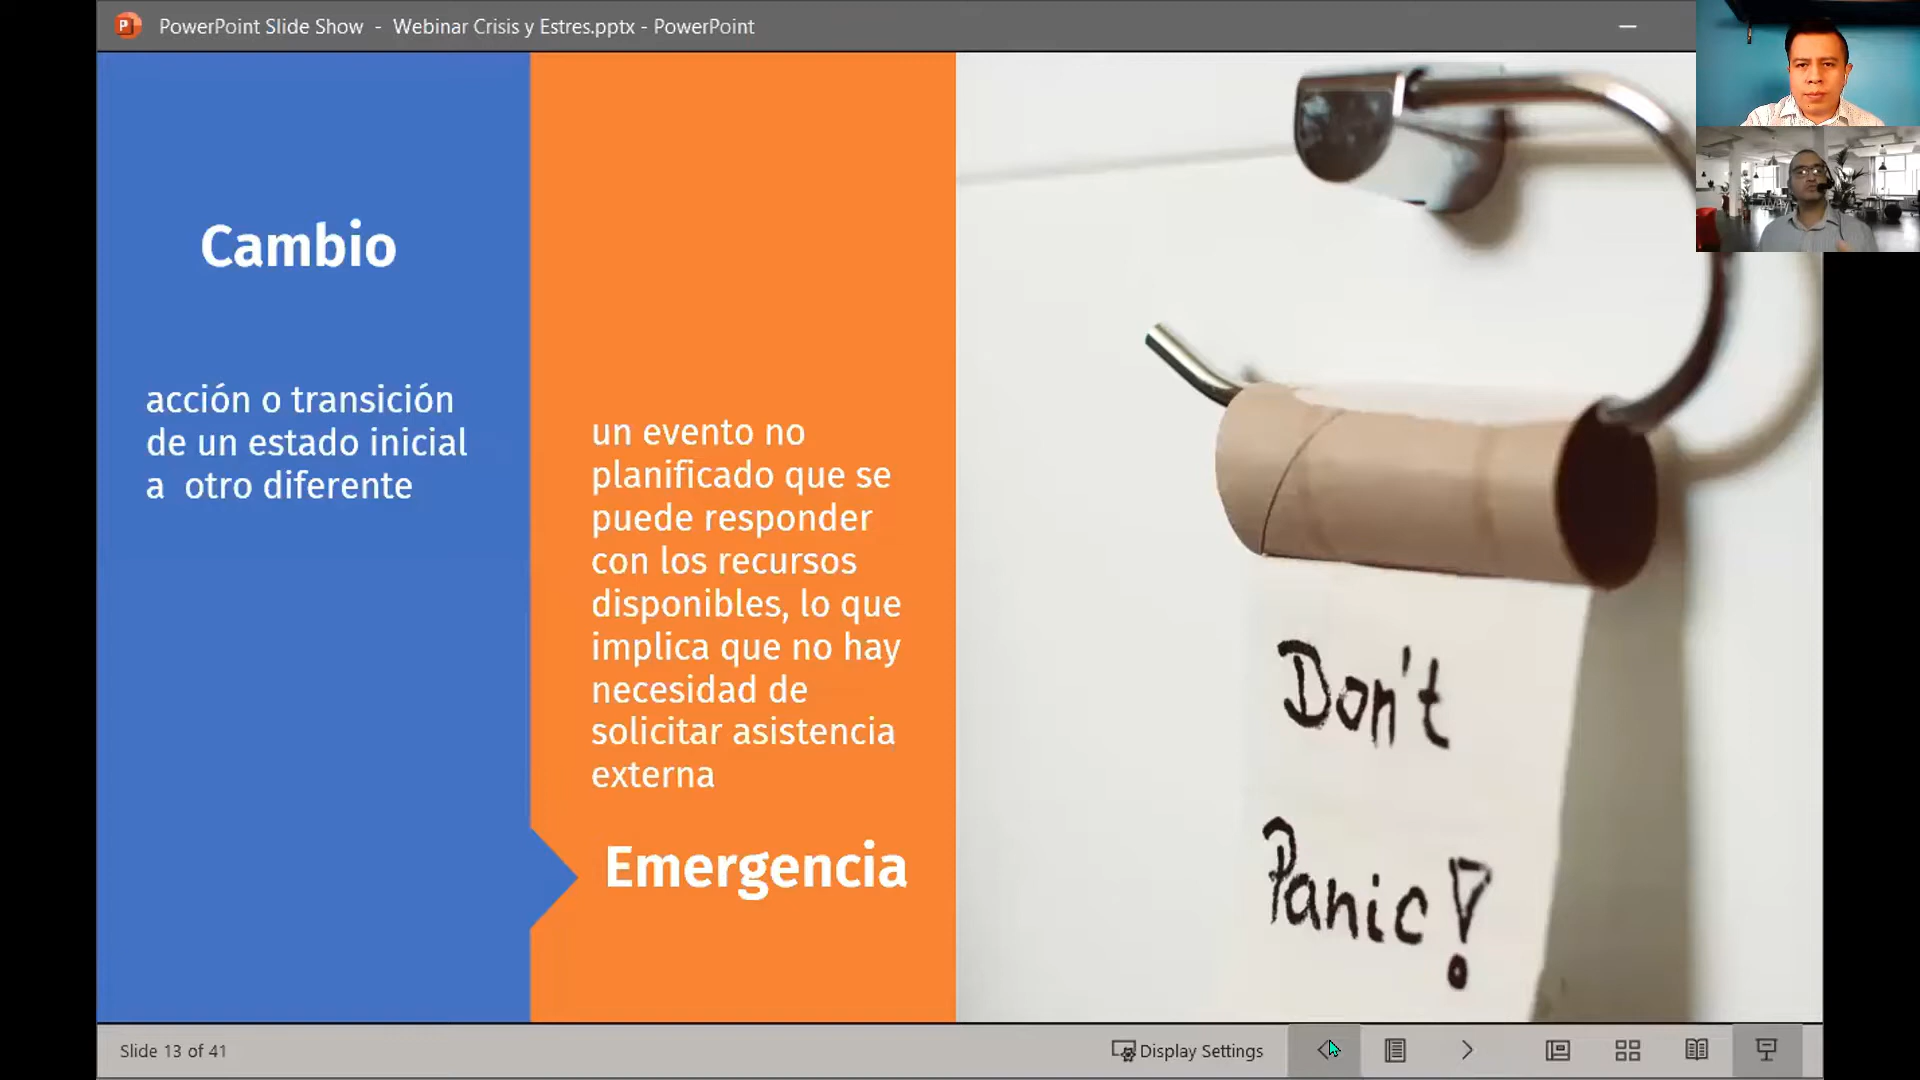 PowerPoint Slide Show - Webinar Crisis y Estres.pptx - PowerPoint
Cambio
acción o transición
de un estado inicial
a otro diferente
un evento no
planificado que se
puede responder
con los recursos
disponibles, lo que
implica que no hay
necesidad de
solicitar asistencia
externa
Emergencia
Don't
Panic!
Slide 13 of 41
Display Settings